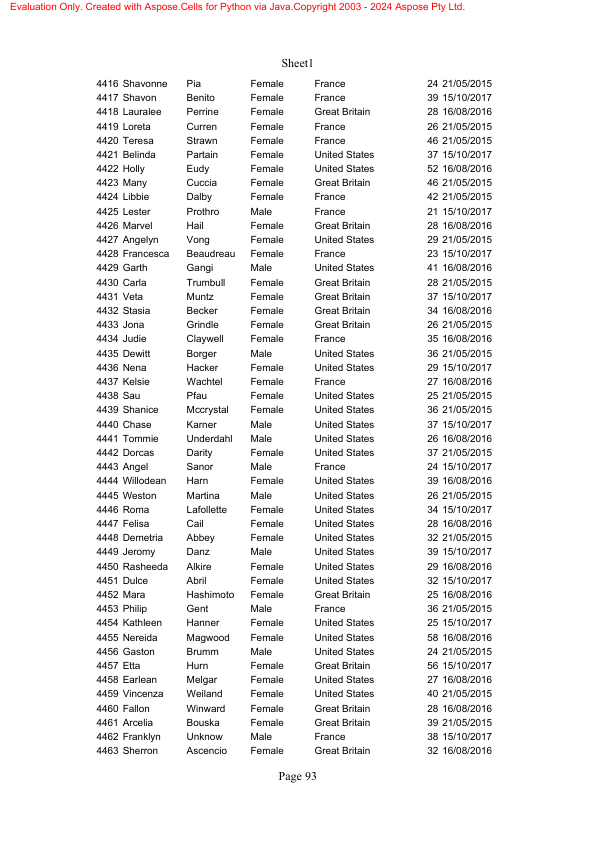 Evaluation Only. Created with Aspose.Cells for Python via Java.Copyright 2003 - 2024 Aspose Pty Ltd.
Sheet1
4416 Shavonne Pia Female France 24 21/05/2015
4417 Shavon Benito Female France 39 15/10/2017
4418 Lauralee Perrine Female Great Britain 28 16/08/2016
4419 Loreta Curren Female France 26 21/05/2015
4420 Teresa Strawn Female France 46 21/05/2015
4421 Belinda Partain Female United States 37 15/10/2017
4422 Holly Eudy Female United States 52 16/08/2016
4423 Many Cuccia Female Great Britain 46 21/05/2015
4424 Libbie Dalby Female France 42 21/05/2015
4425 Lester Prothro Male France 21 15/10/2017
4426 Marvel Hail Female Great Britain 28 16/08/2016
4427 Angelyn Vong Female United States 29 21/05/2015
4428 Francesca Beaudreau Female France 23 15/10/2017
4429 Garth Gangi Male United States 41 16/08/2016
4430 Carla Trumbull Female Great Britain 28 21/05/2015
4431 Veta Muntz Female Great Britain 37 15/10/2017
4432 Stasia Becker Female Great Britain 34 16/08/2016
4433 Jona Grindle Female Great Britain 26 21/05/2015
4434 Judie Claywell Female France 35 16/08/2016
4435 Dewitt Borger Male United States 36 21/05/2015
4436 Nena Hacker Female United States 29 15/10/2017
4437 Kelsie Wachtel Female France 27 16/08/2016
4438 Sau Pfau Female United States 25 21/05/2015
4439 Shanice Mccrystal Female United States 36 21/05/2015
4440 Chase Karner Male United States 37 15/10/2017
4441 Tommie Underdahl Male United States 26 16/08/2016
4442 Dorcas Darity Female United States 37 21/05/2015
4443 Angel Sanor Male France 24 15/10/2017
4444 Willodean Harn Female United States 39 16/08/2016
4445 Weston Martina Male United States 26 21/05/2015
4446 Roma Lafollette Female United States 34 15/10/2017
4447 Felisa Cail Female United States 28 16/08/2016
4448 Demetria Abbey Female United States 32 21/05/2015
4449 Jeromy Danz Male United States 39 15/10/2017
4450 Rasheeda Alkire Female United States 29 16/08/2016
4451 Dulce Abril Female United States 32 15/10/2017
4452 Mara Hashimoto Female Great Britain 25 16/08/2016
4453 Philip Gent Male France 36 21/05/2015
4454 Kathleen Hanner Female United States 25 15/10/2017
4455 Nereida Magwood Female United States 58 16/08/2016
4456 Gaston Brumm Male United States 24 21/05/2015
4457 Etta Hurn Female Great Britain 56 15/10/2017
4458 Earlean Melgar Female United States 27 16/08/2016
4459 Vincenza Weiland Female United States 40 21/05/2015
4460 Fallon Winward Female Great Britain 28 16/08/2016
4461 Arcelia Bouska Female Great Britain 39 21/05/2015
4462 Franklyn Unknow Male France 38 15/10/2017
4463 Sherron Ascencio Female Great Britain 32 16/08/2016
Page 93